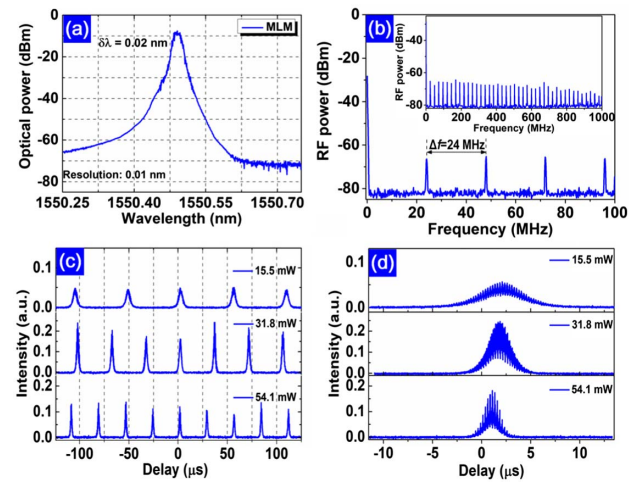 (a)
MLM
δλ = 0.02 nm
Resolution: 0.01 nm
Optical power (dBm)
0
-20
-40
-60
-80
1550.25 1550.40 1550.55 1550.70
Wavelength (nm)
(b)
RF power (dBm)
0
-20
-40
-60
-80
RF power (dBm)
-40
-60
-80
0 200 400 600 800 1000
Frequency (MHz)
Δf=24 MHz
0 20 40 60 80 100
Frequency (MHz)
(c)
15.5 mW
0.1
0.0
31.8 mW
0.2
0.1
0.0
54.1 mW
0.2
0.1
0.0
Intensity (a.u.)
-100 -50 0 50 100
Delay (μs)
(d)
15.5 mW
0.1
0.0
31.8 mW
0.2
0.1
0.0
54.1 mW
0.2
0.1
0.0
Intensity (a.u.)
-10 -5 0 5 10
Delay (μs)